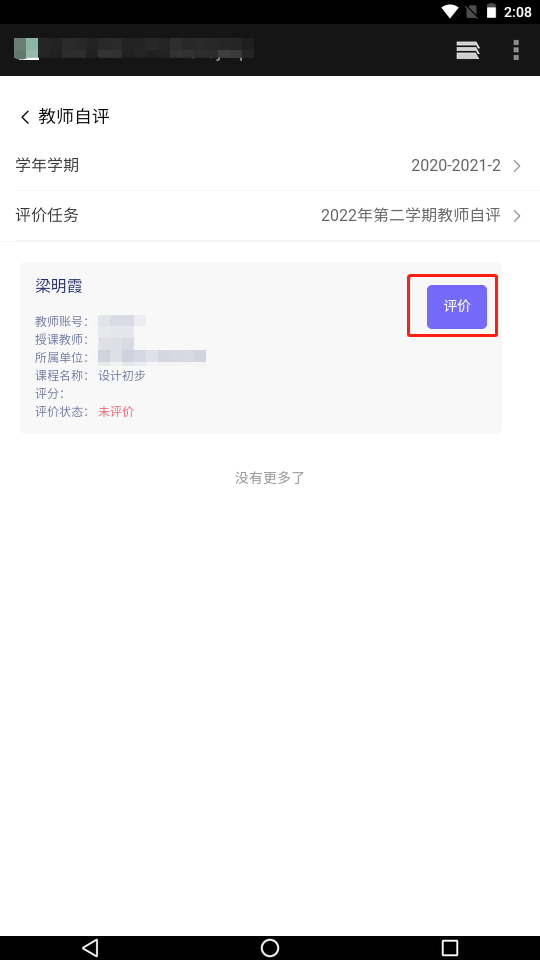 2:08
教师自评
学年学期 2020-2021-2
评价任务 2022年第二学期教师自评
梁明霞
评价
教师账号：
授课教师：
所属单位：
课程名称： 设计初步
评分：
评价状态： 未评价
没有更多了